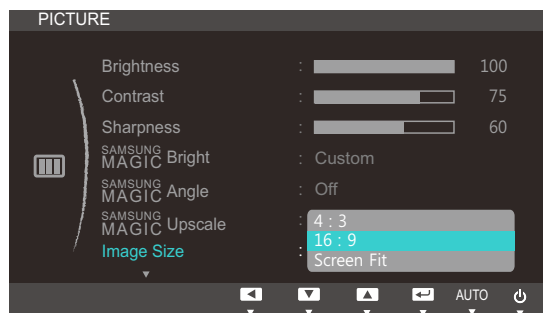 PICTURE
Brightness : 100
Contrast : 75
Sharpness : 60
SAMSUNG MAGIC Bright : Custom
SAMSUNG MAGIC Angle : Off
SAMSUNG MAGIC Upscale :
4 : 3
Image Size :
16 : 9
Screen Fit
AUTO